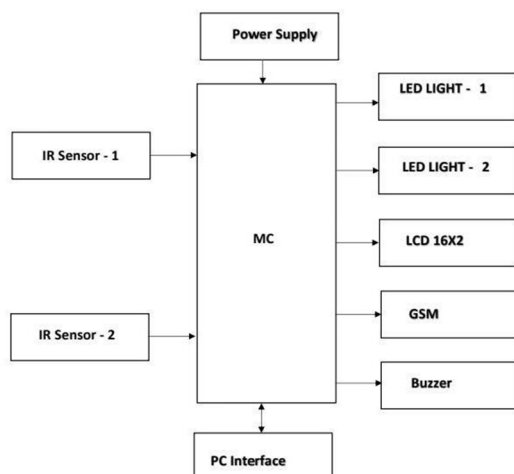 Power Supply
LED LIGHT - 1
IR Sensor - 1
LED LIGHT - 2
MC
LCD 16X2
GSM
IR Sensor - 2
Buzzer
PC Interface